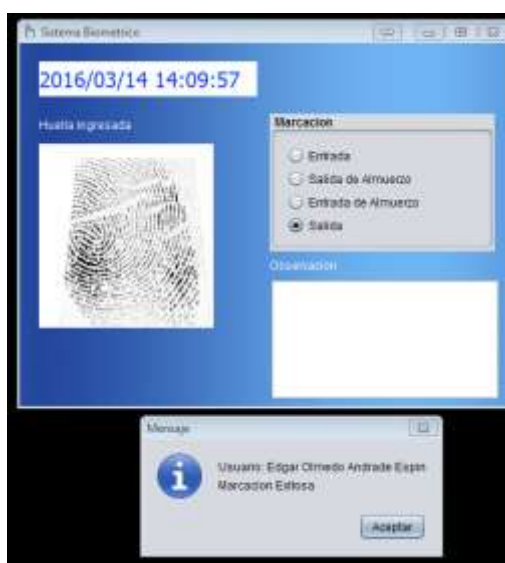 Sistema Biometrico
2016/03/14 14:09:57
Huella Ingresada
Marcacion
Entrada
Salida de Almuerzo
Entrada de Almuerzo
Salida
Observacion
Mensaje
Usuario: Edgar Olmedo Andrade Espin
Marcacion Exitosa
Aceptar